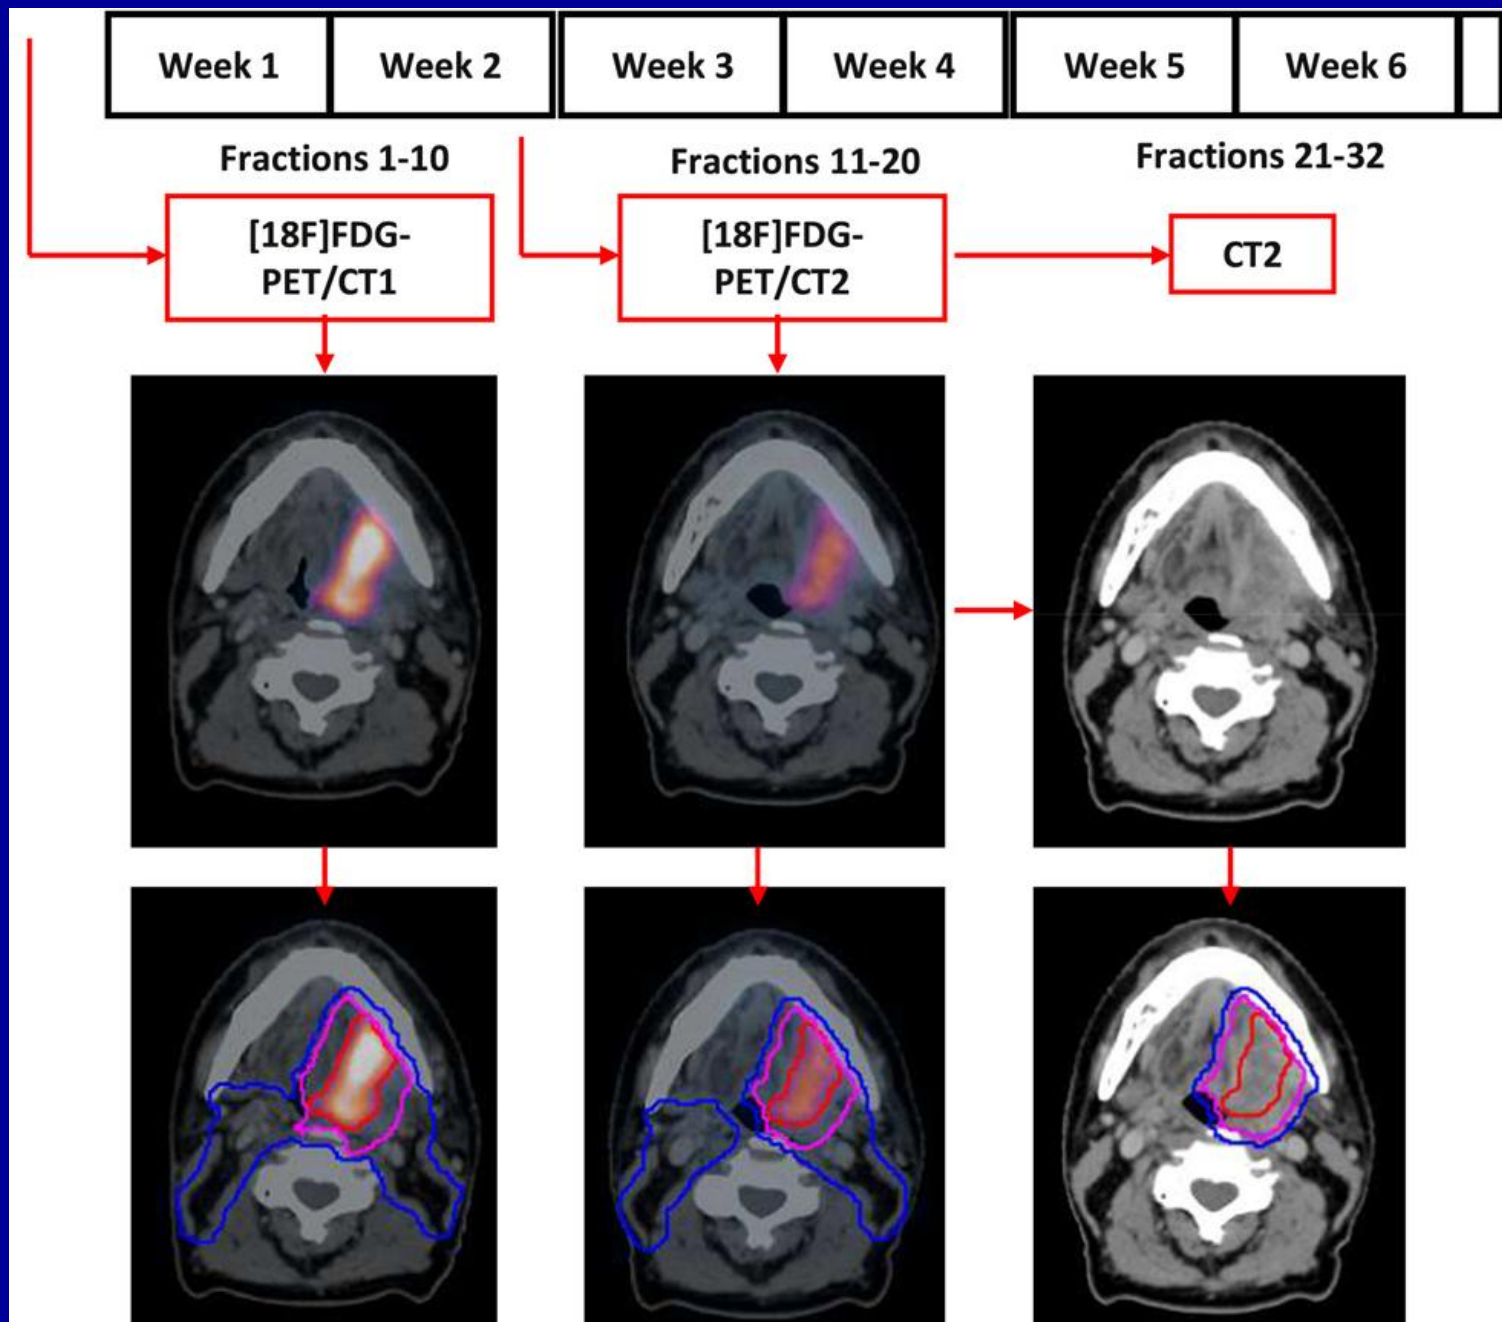 Week 1
Week 2
Week 3
Week 4
Week 5
Week 6
Fractions 1-10
Fractions 11-20
Fractions 21-32
[18F]FDG-
PET/CT1
[18F]FDG-
PET/CT2
CT2